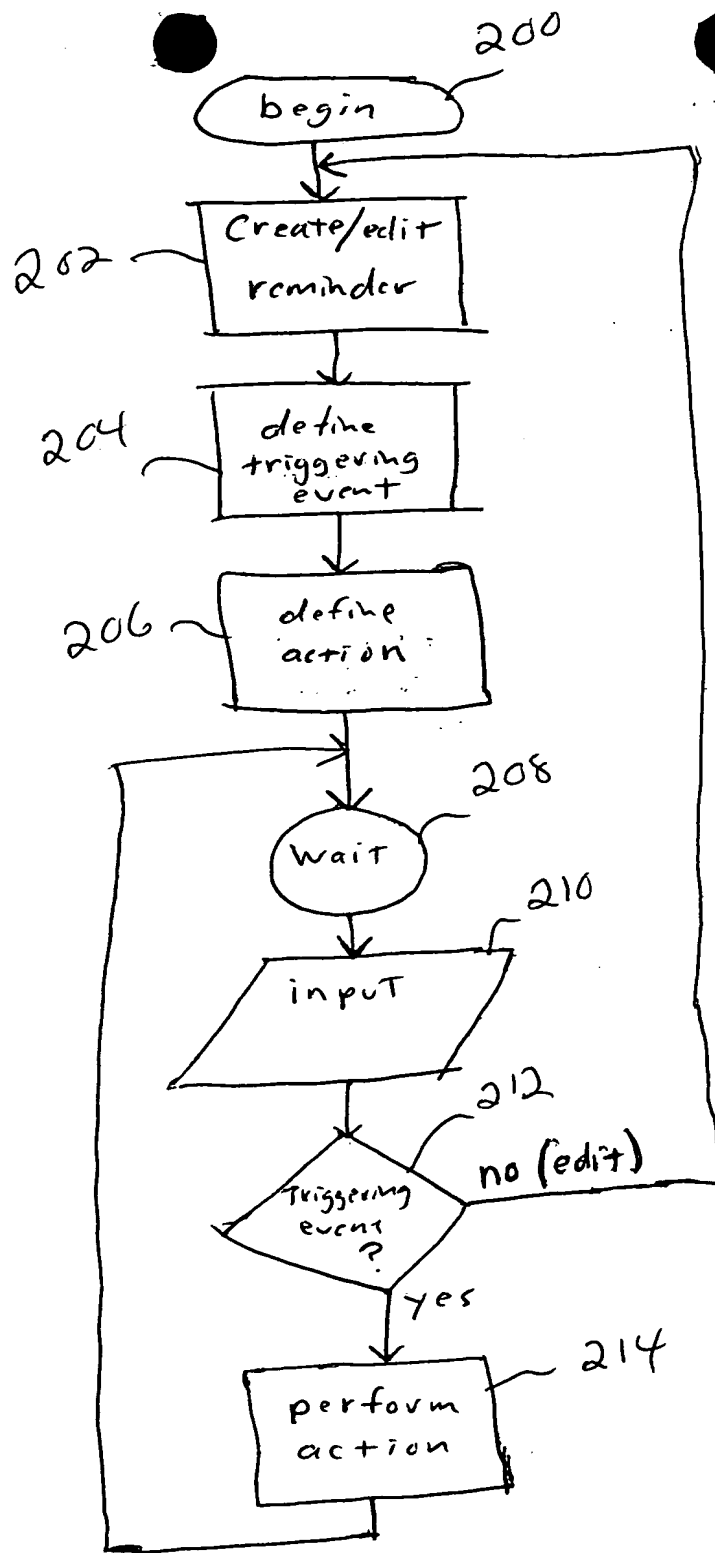 200
begin
Create/edit
reminder
202
define
triggering
event
204
define
action
206
wait
208
210
input
212
Triggering
event
?
no (edit)
yes
214
perform
action